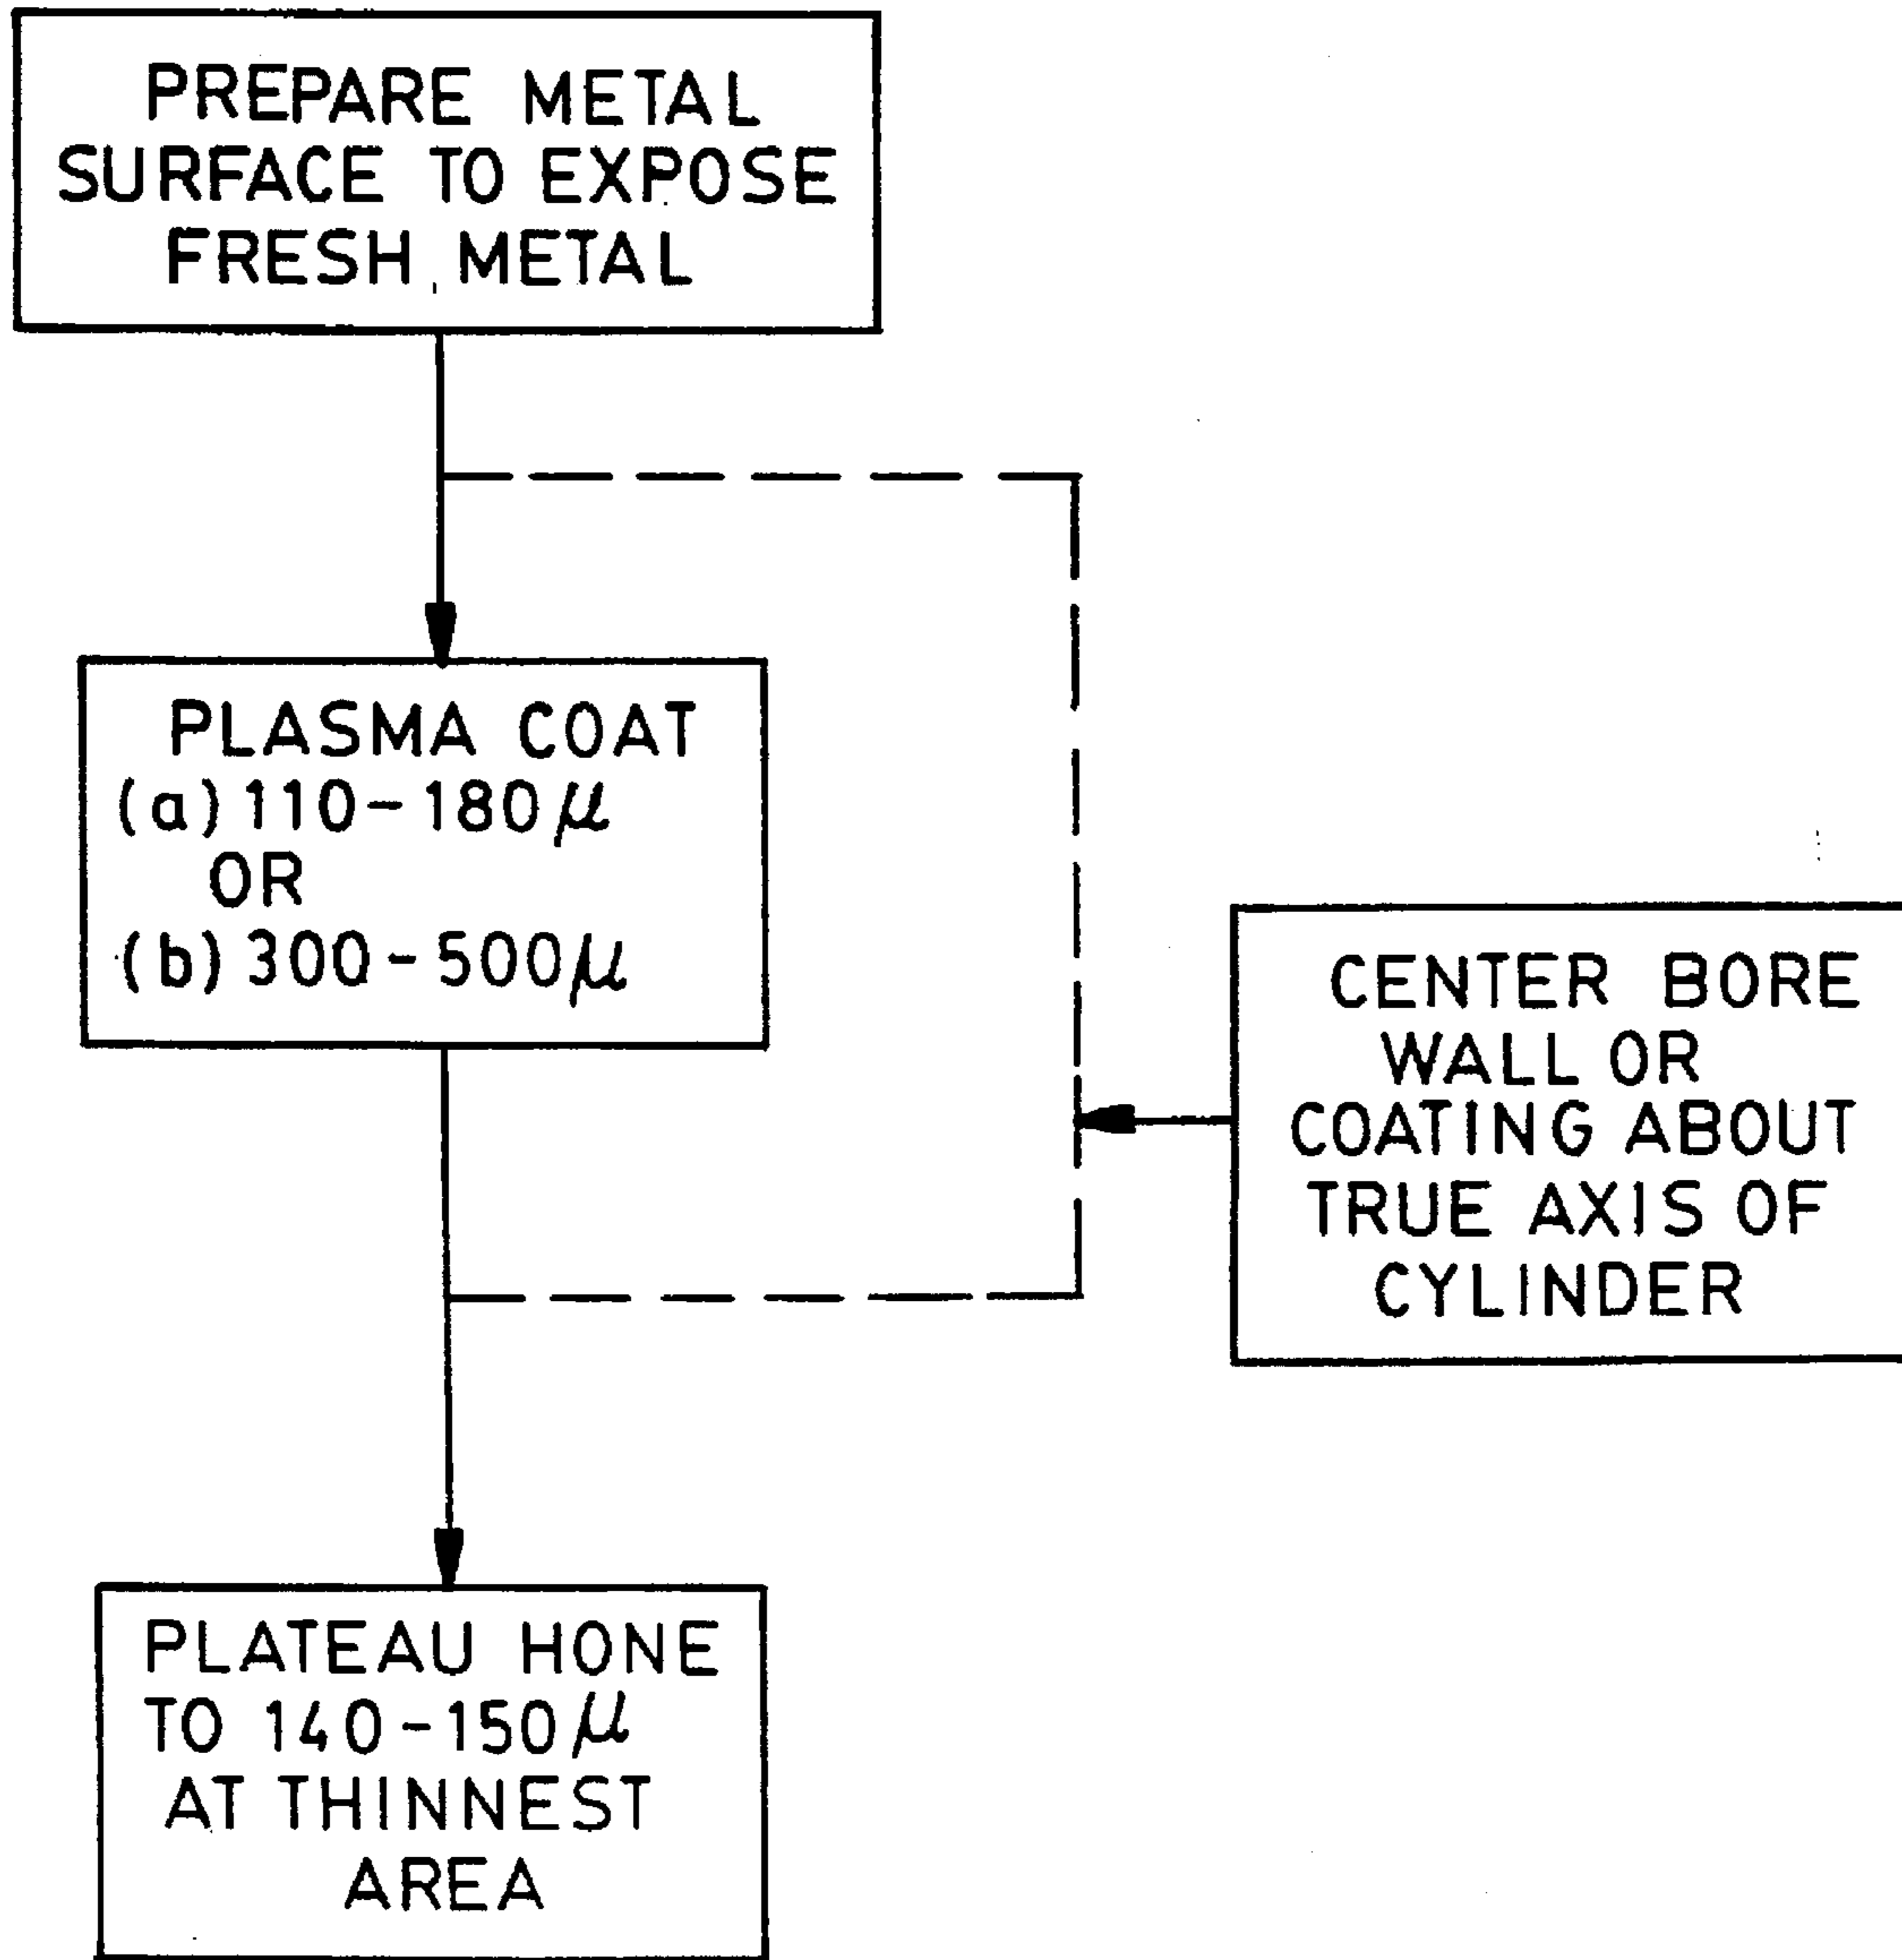 PREPARE METAL
SURFACE TO EXPOSE
FRESH METAL
PLASMA COAT
(a) 110-180μ
OR
(b) 300-500μ
CENTER BORE
WALL OR
COATING ABOUT
TRUE AXIS OF
CYLINDER
PLATEAU HONE
TO 140-150μ
AT THINNEST
AREA